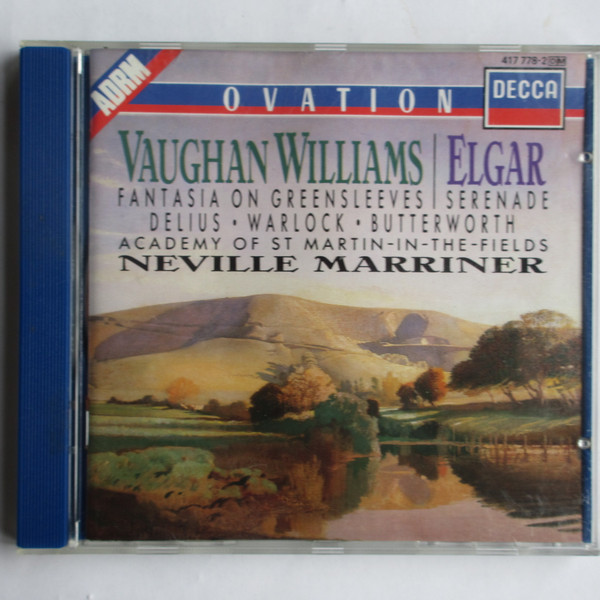 417 778-2 DM
ADRM
OVATION
DECCA
VAUGHAN WILLIAMS | ELGAR
FANTASIA ON GREENSLEEVES | SERENADE
DELIUS • WARLOCK • BUTTERWORTH
ACADEMY OF ST MARTIN-IN-THE-FIELDS
NEVILLE MARRINER